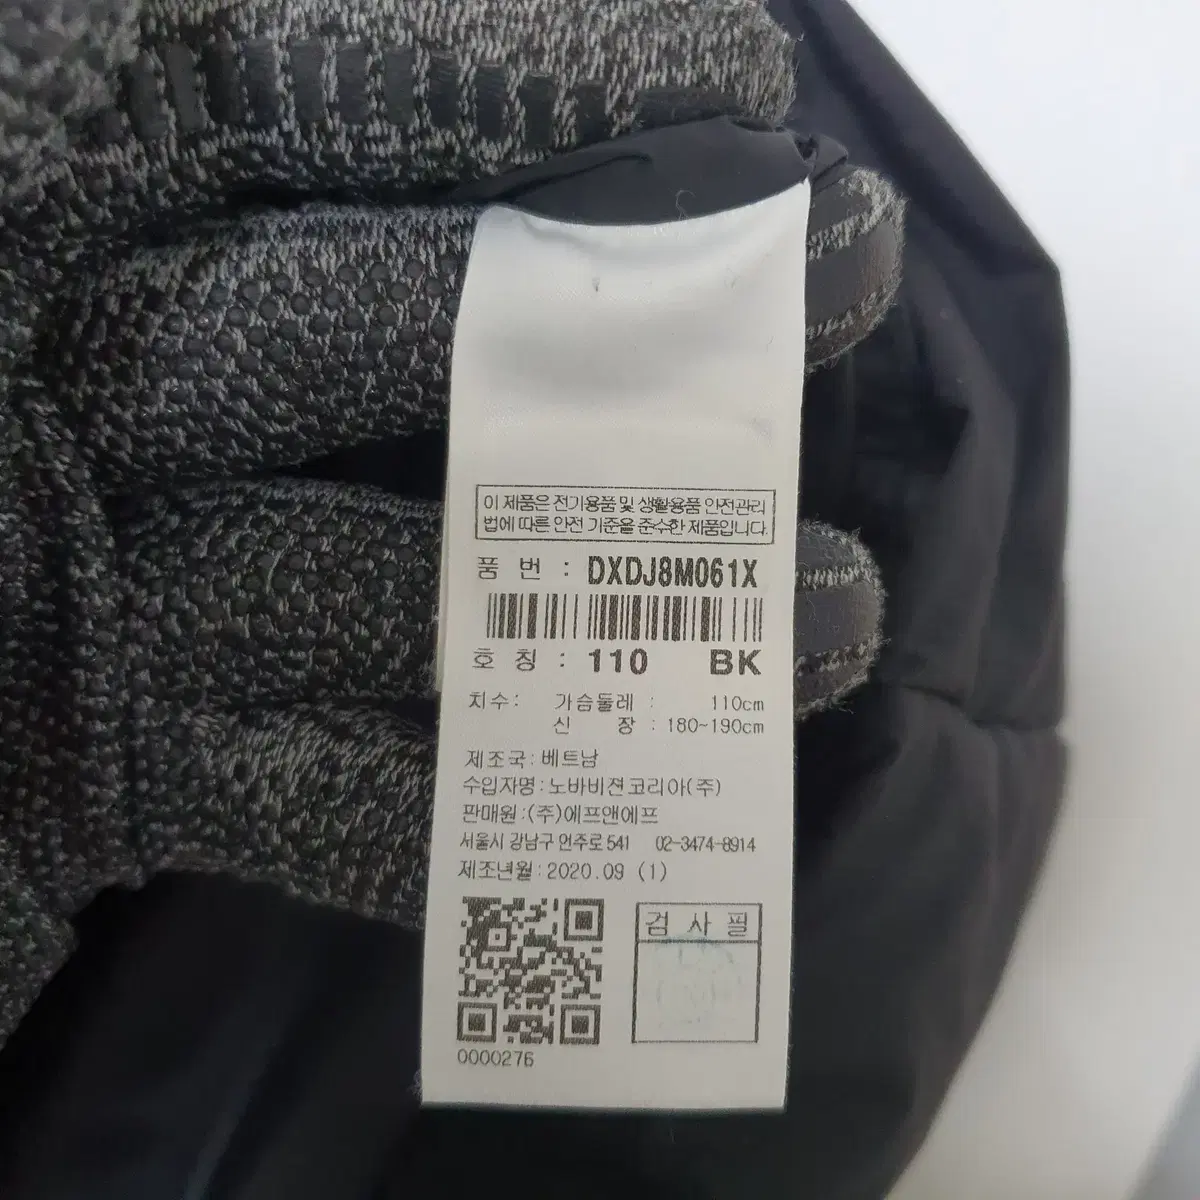 이 제품은 전기용품 및 생활용품 안전관리
법에 따른 안전 기준을 준수한 제품입니다.
품 번 : DXDJ8M061X
호 칭 : 110 BK
치수 : 가슴둘레 : 110cm
신 장 : 180~190cm
제조국 : 베트남
수입자명 : 노바비젼코리아(주)
판매원 : (주)에프앤에프
서울시 강남구 언주로 541 02-3474-8914
제조년월 : 2020.09 (1)
검 사 필
0000276